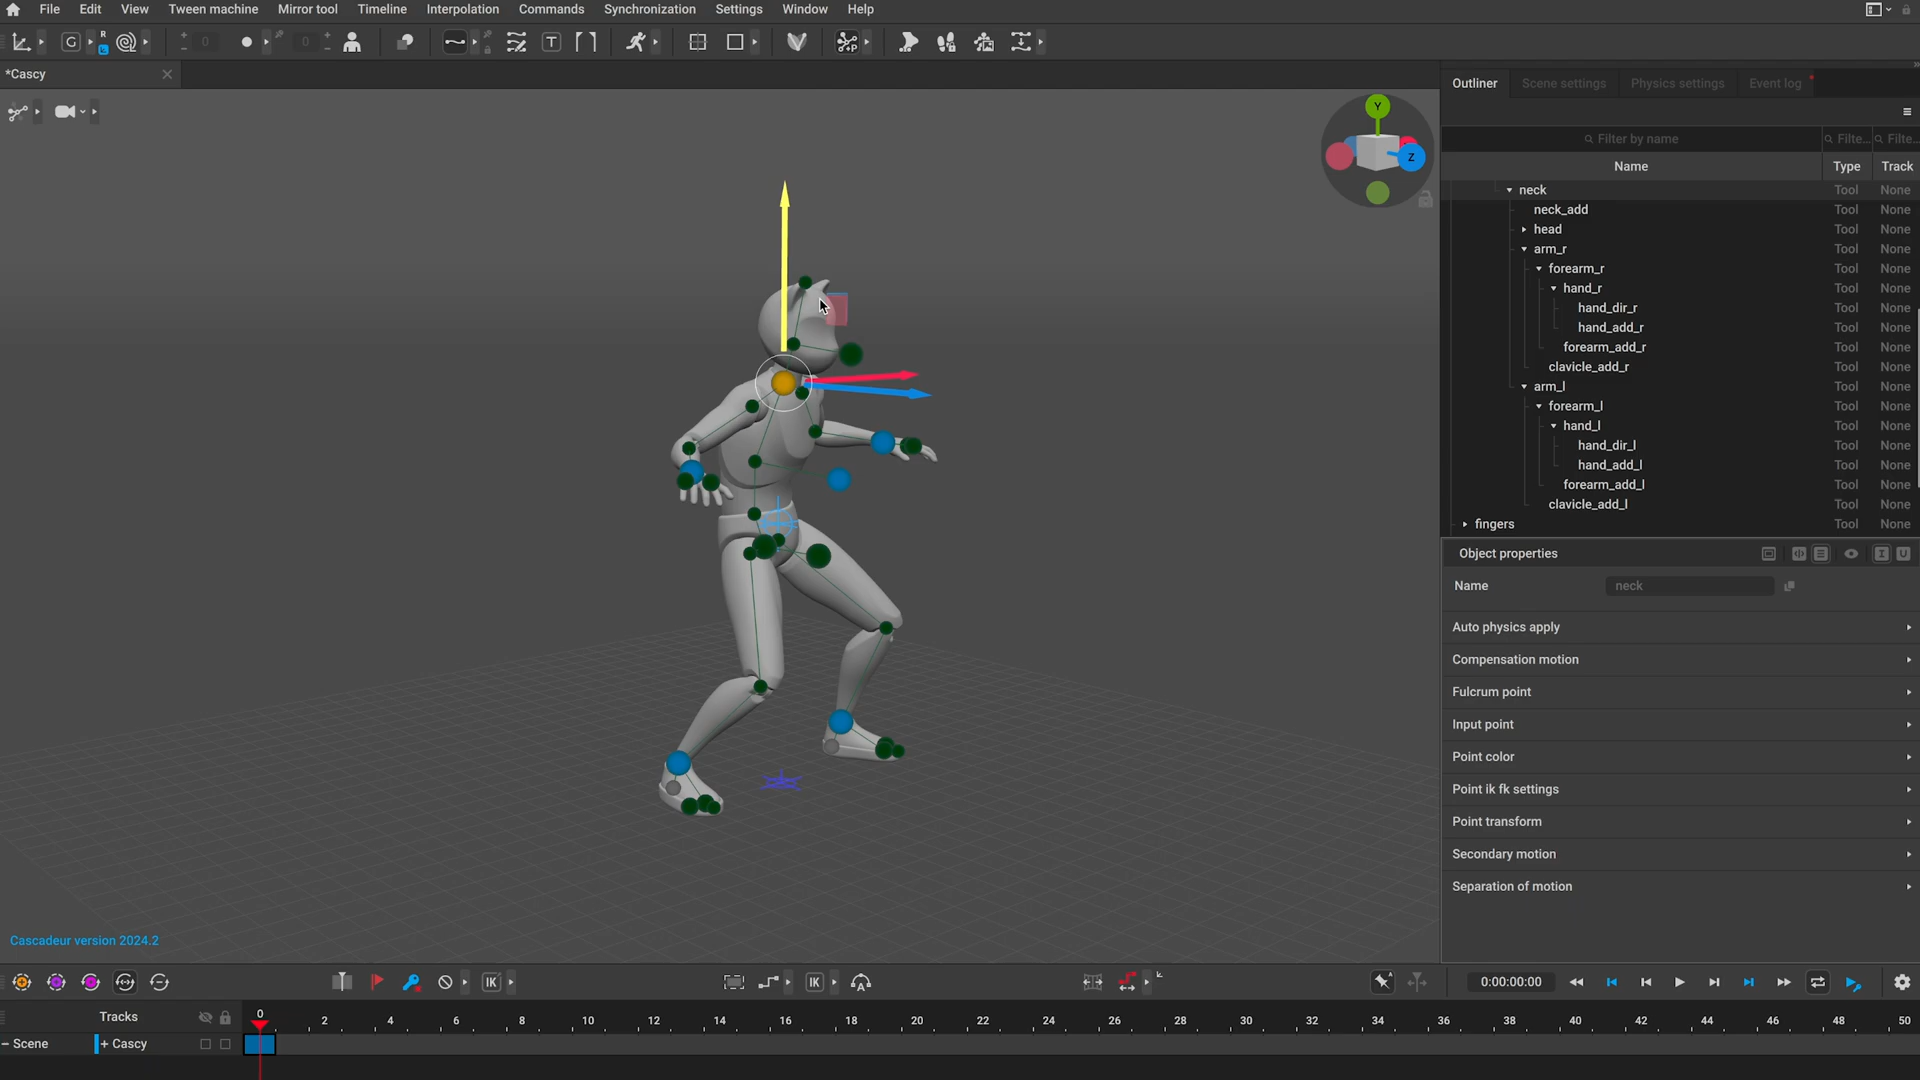 File Edit View Tween machine Mirror tool Timeline Interpolation Commands Synchronization Settings Window Help
G R 0 0 T P
*Cascy
Outliner Scene settings Physics settings Event log
Y
Z
Filter by name Filte... Filte...
Name Type Track
neck Tool None
neck_add Tool None
head Tool None
arm_r Tool None
forearm_r Tool None
hand_r Tool None
hand_dir_r Tool None
hand_add_r Tool None
forearm_add_r Tool None
clavicle_add_r Tool None
arm_l Tool None
forearm_l Tool None
hand_l Tool None
hand_dir_l Tool None
hand_add_l Tool None
forearm_add_l Tool None
clavicle_add_l Tool None
fingers Tool None
Object properties
Name neck
Auto physics apply
Compensation motion
Fulcrum point
Input point
Point color
Point ik fk settings
Point transform
Secondary motion
Separation of motion
Cascadeur version 2024.2
IK IK A 0:00:00:00
Tracks 0 2 4 6 8 10 12 14 16 18 20 22 24 26 28 30 32 34 36 38 40 42 44 46 48 50
Scene + Cascy